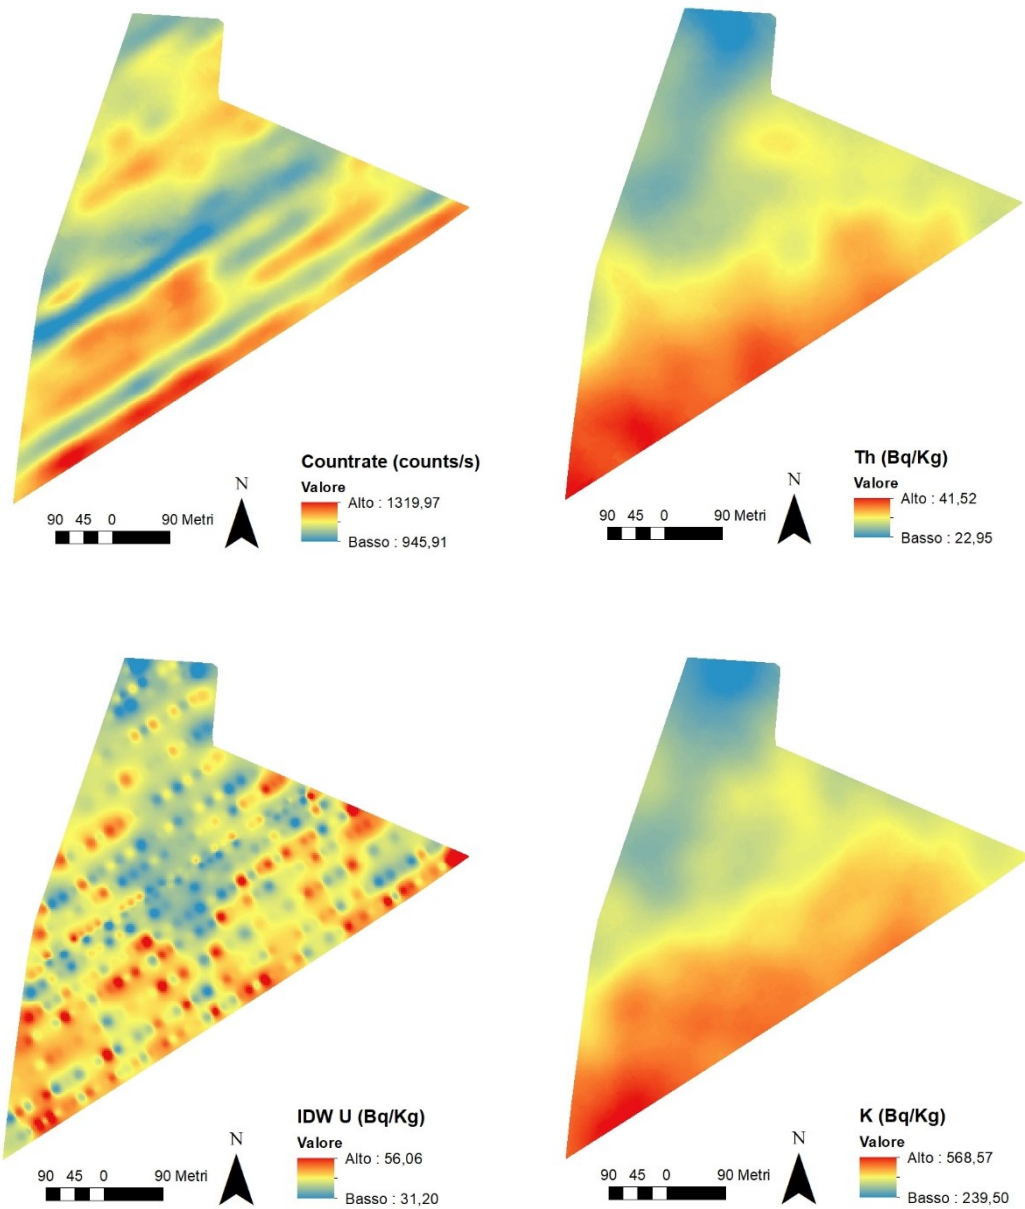 Countrate (counts/s)
Valore
Alto : 1319,97
Basso : 945,91
N
90 45 0 90 Metri
Th (Bq/Kg)
Valore
Alto : 41,52
Basso : 22,95
N
90 45 0 90 Metri
IDW U (Bq/Kg)
Valore
Alto : 56,06
Basso : 31,20
N
90 45 0 90 Metri
K (Bq/Kg)
Valore
Alto : 568,57
Basso : 239,50
N
90 45 0 90 Metri